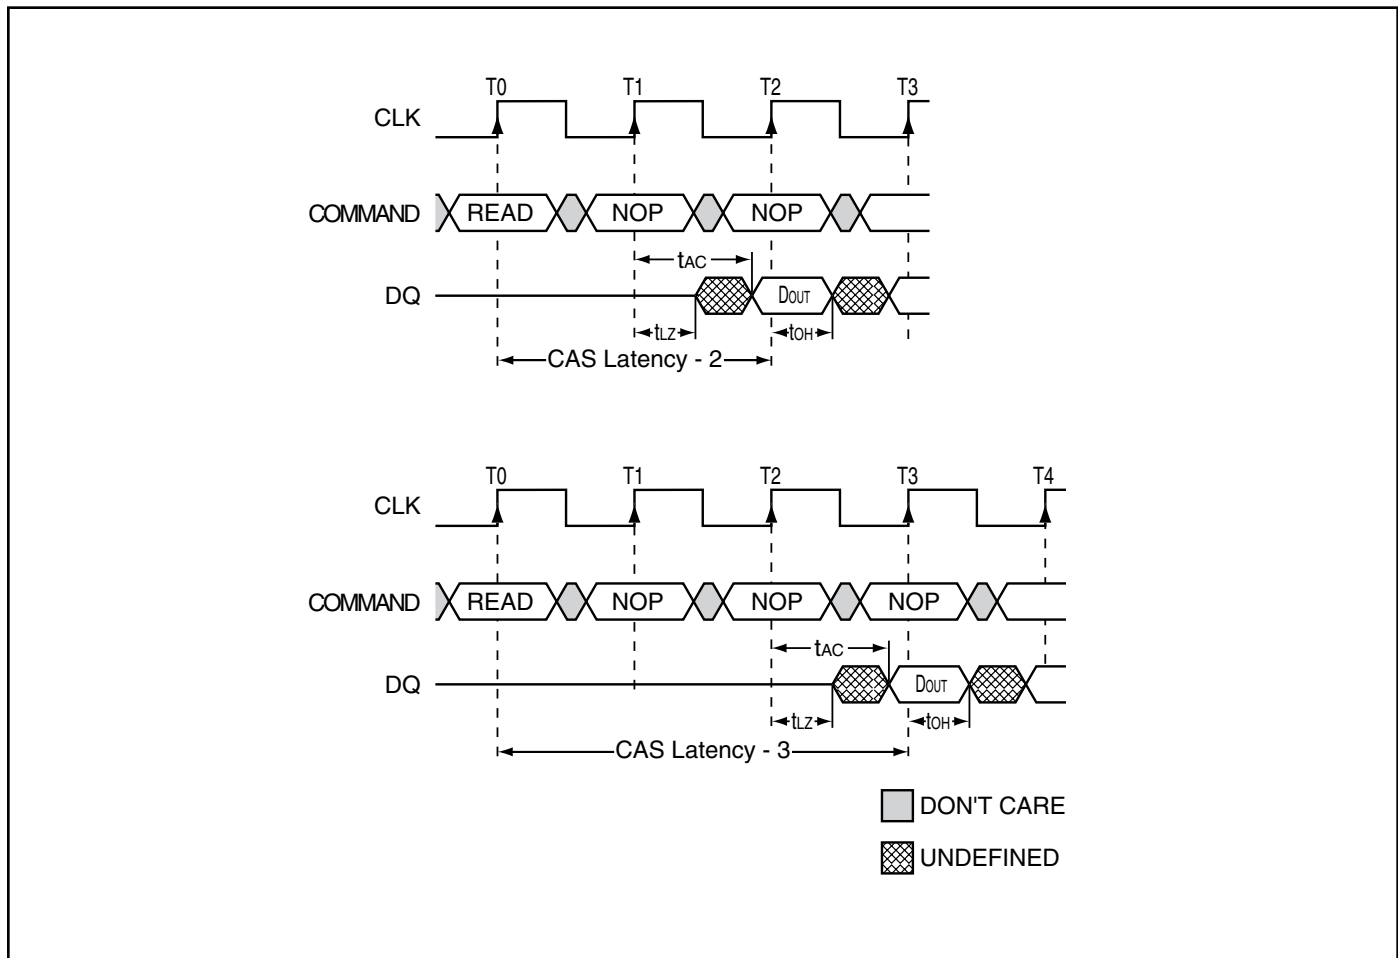 T0 T1 T2 T3
CLK
COMMAND READ NOP NOP
tAC
DQ DOUT
tLZ tOH
CAS Latency - 2
T0 T1 T2 T3 T4
CLK
COMMAND READ NOP NOP NOP
tAC
DQ DOUT
tLZ tOH
CAS Latency - 3
DON'T CARE
UNDEFINED